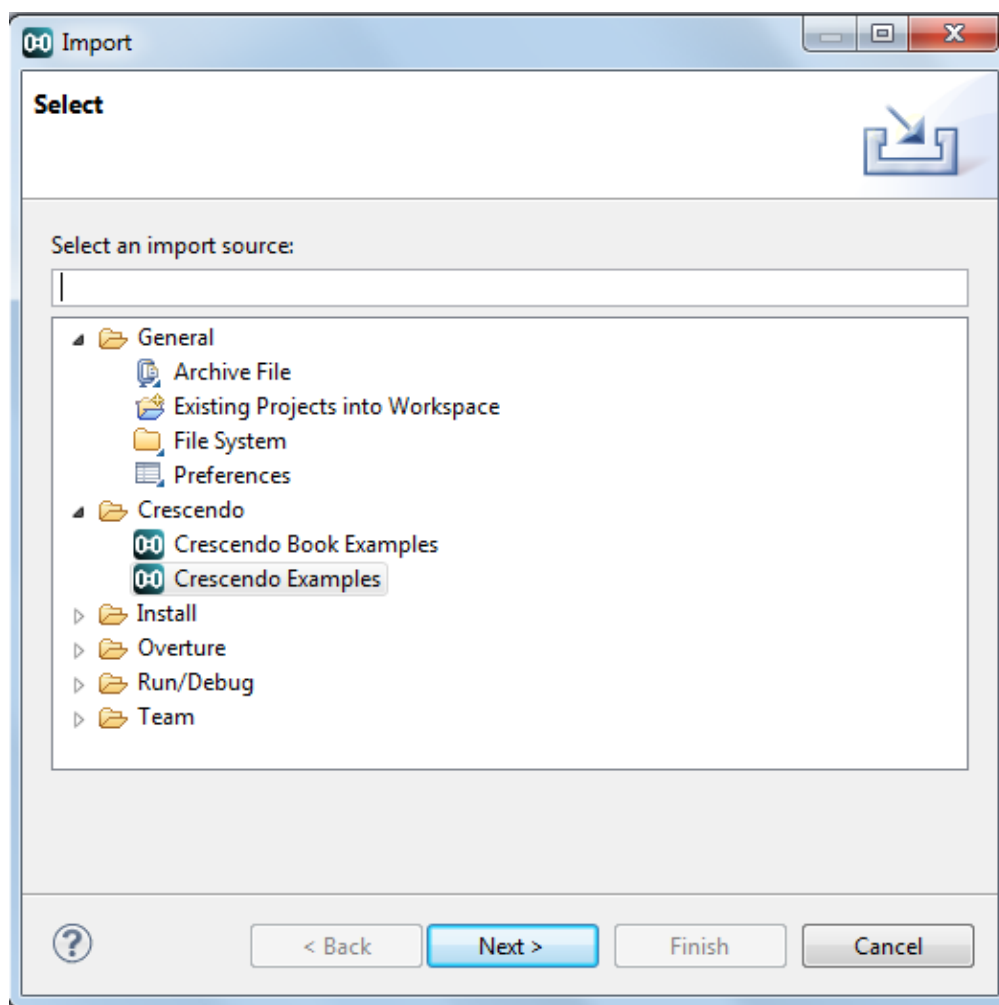 Import
Select
Select an import source:
General
Archive File
Existing Projects into Workspace
File System
Preferences
Crescendo
Crescendo Book Examples
Crescendo Examples
Install
Overture
Run/Debug
Team
< Back Next > Finish Cancel